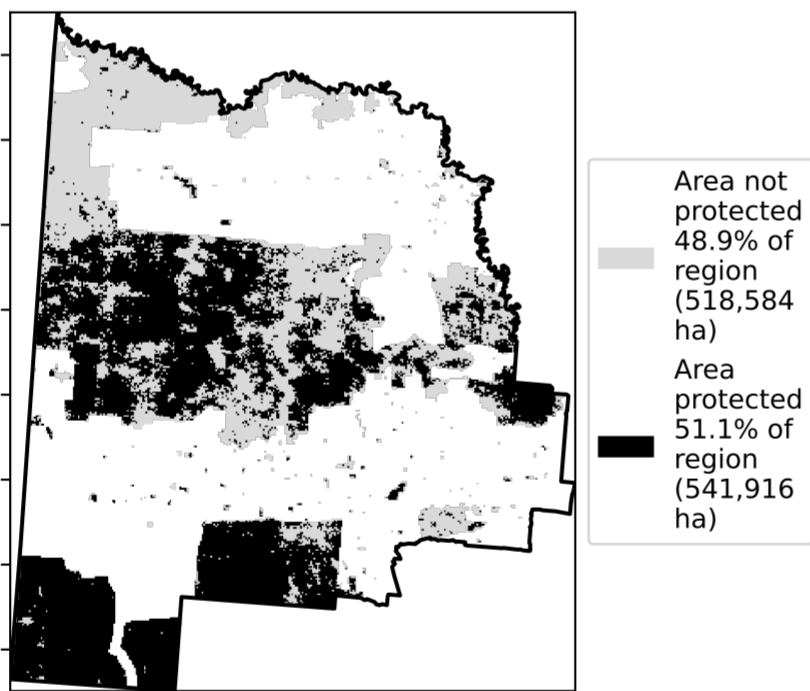 Area not
protected
48.9% of
region
(518,584
ha)
Area
protected
51.1% of
region
(541,916
ha)